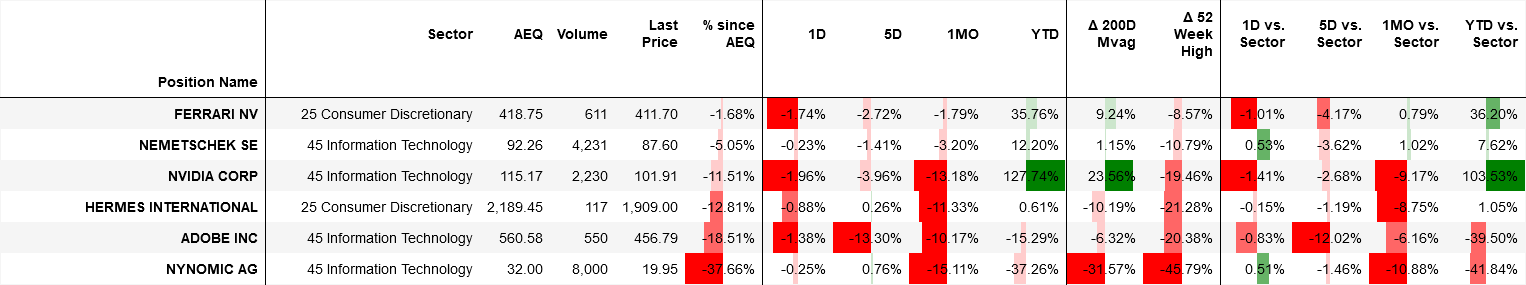 Position Name Sector AEQ Volume Last Price % since AEQ 1D 5D 1MO YTD Δ 200D Mvag Δ 52 Week High 1D vs. Sector 5D vs. Sector 1MO vs. Sector YTD vs. Sector
FERRARI NV 25 Consumer Discretionary 418.75 611 411.70 -1.68% -1.74% -2.72% -1.79% 35.76% 9.24% -8.57% -1.01% -4.17% 0.79% 36.20%
NEMETSCHEK SE 45 Information Technology 92.26 4,231 87.60 -5.05% -0.23% -1.41% -3.20% 12.20% 1.15% -10.79% 0.53% -3.62% 1.02% 7.62%
NVIDIA CORP 45 Information Technology 115.17 2,230 101.91 -11.51% -1.96% -3.96% -13.18% 127.74% 23.56% -19.46% -1.41% -2.68% -9.17% 103.53%
HERMES INTERNATIONAL 25 Consumer Discretionary 2,189.45 117 1,909.00 -12.81% -0.88% 0.26% -11.33% 0.61% -10.19% -21.28% -0.15% -1.19% -8.75% 1.05%
ADOBE INC 45 Information Technology 560.58 550 456.79 -18.51% -1.38% -13.30% -10.17% -15.29% -6.32% -20.38% -0.83% -12.02% -6.16% -39.50%
NYNOMIC AG 45 Information Technology 32.00 8,000 19.95 -37.66% -0.25% 0.76% -15.11% -37.26% -31.57% -45.79% 0.51% -1.46% -10.88% -41.84%